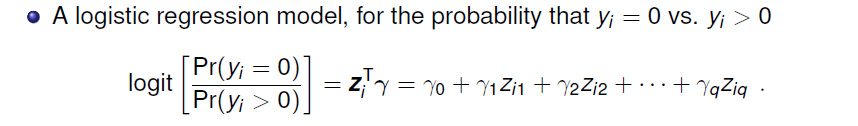 • A logistic regression model, for the probability that yᵢ = 0 vs. yᵢ > 0
logit [Pr(yᵢ = 0) / Pr(yᵢ > 0)] = zᵢᵀγ = γ₀ + γ₁zᵢ₁ + γ₂zᵢ₂ + ··· + γ_q z_iq .